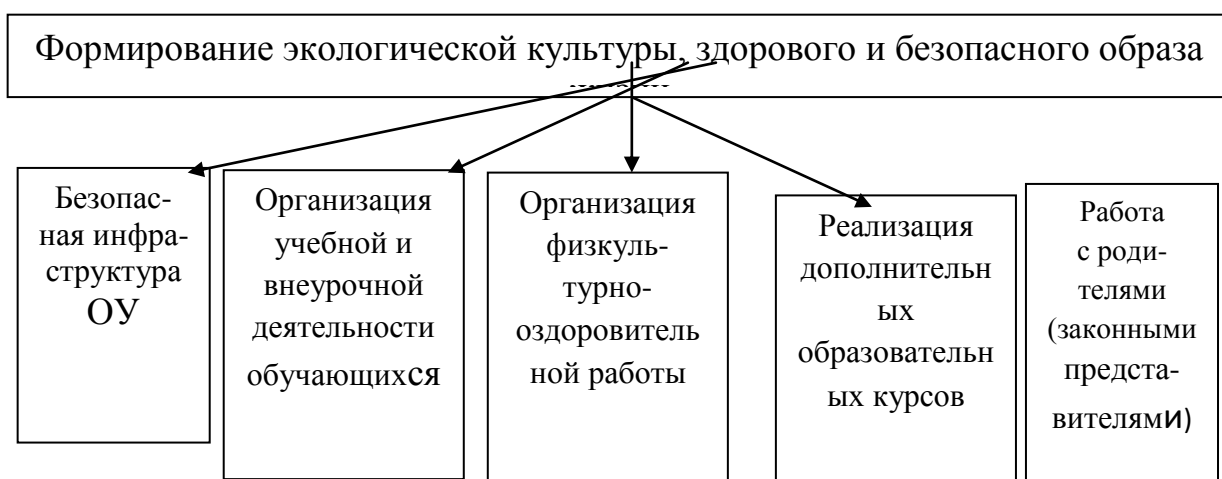 Формирование экологической культуры, здорового и безопасного образа
Безопас-
ная инфра-
структура
ОУ
Организация
учебной и
внеурочной
деятельности
обучающихся
Организация
физкуль-
турно-
оздоровитель
ной работы
Реализация
дополнительн
ых
образовательн
ых курсов
Работа
с роди-
телями
(законными
предста-
вителями)